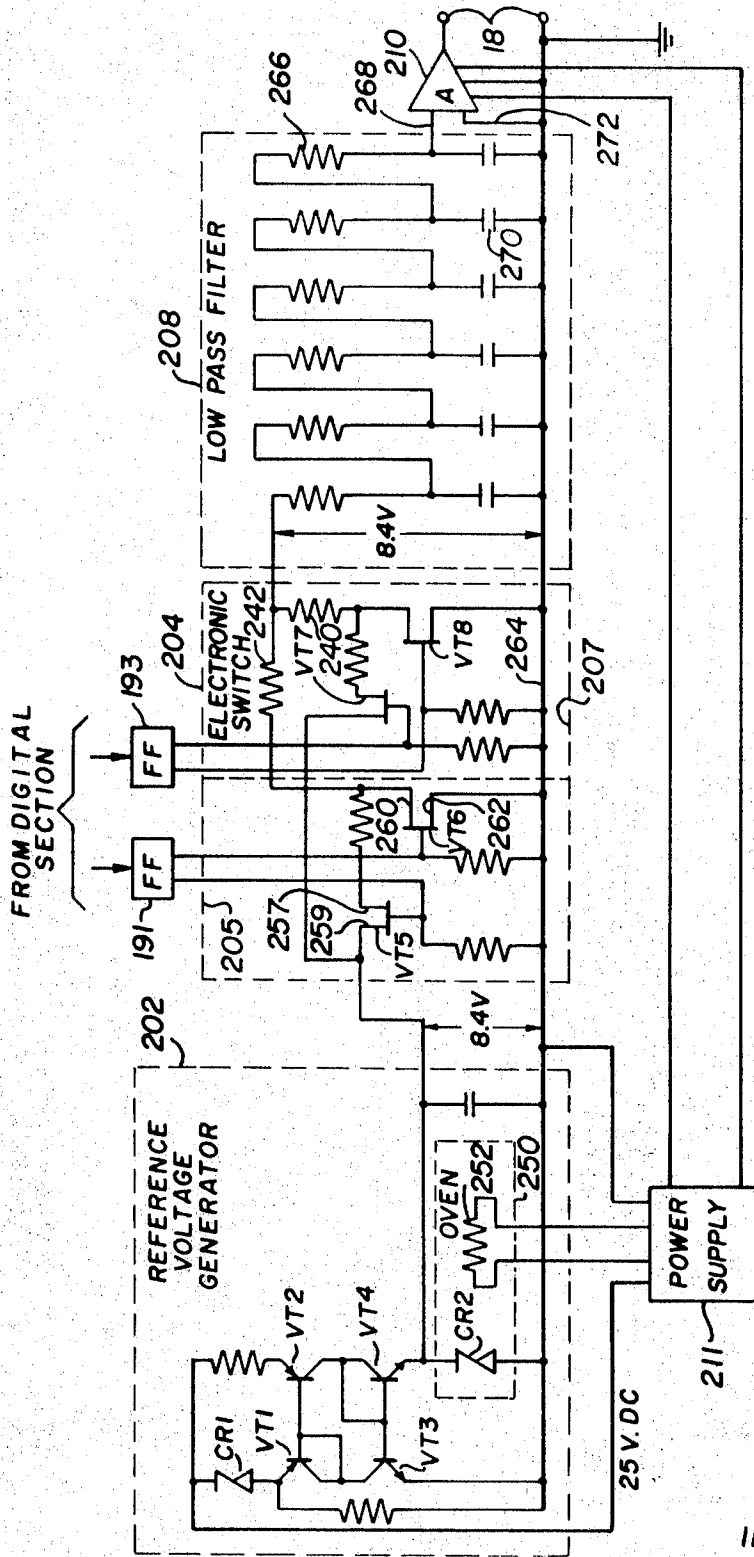 FROM DIGITAL
SECTION
191
FF
193
FF
202
REFERENCE
VOLTAGE
GENERATOR
CR1
VT1
VT2
VT3
VT4
OVEN
252
CR2
250
25 V. DC
POWER
SUPPLY
211
8.4V
205
257
259
VT5
260
VT6
262
204
ELECTRONIC
SWITCH
242
VT7
240
VT8
264
207
208
LOW PASS FILTER
8.4V
266
268
270
272
A
210
18